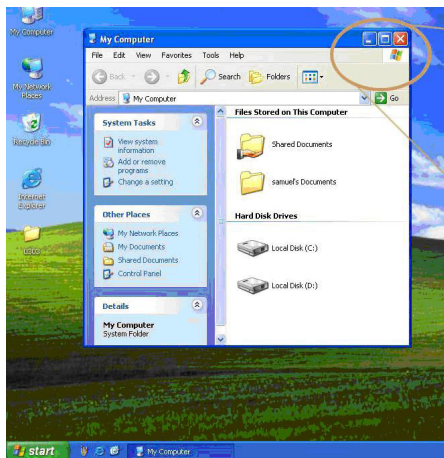 My Computer
My Network
Places
Recycle Bin
Internet
Explorer
My Computer
File Edit View Favorites Tools Help
Back Search Folders
Address My Computer Go
System Tasks
View system
information
Add or remove
programs
Change a setting
Other Places
My Network Places
My Documents
Shared Documents
Control Panel
Details
My Computer
System Folder
Files Stored on This Computer
Shared Documents
samuel's Documents
Hard Disk Drives
Local Disk (C:)
Local Disk (D:)
start My Computer